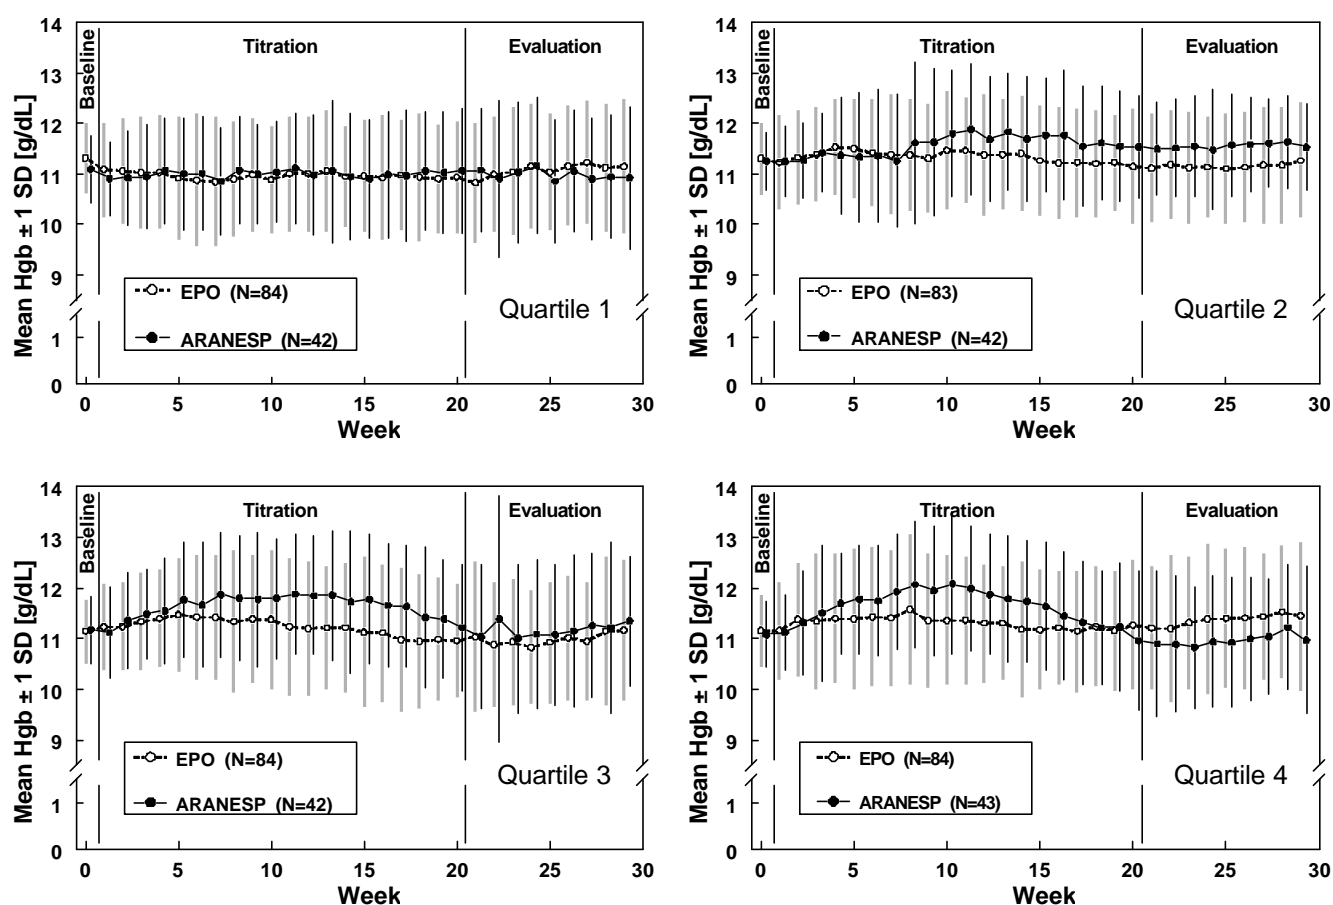 14
13
12
11
10
9
1
0
Mean Hgb ± 1 SD [g/dL]
Baseline
Titration
Evaluation
EPO (N=84)
ARANESP (N=42)
Quartile 1
0 5 10 15 20 25 30
Week
14
13
12
11
10
9
1
0
Mean Hgb ± 1 SD [g/dL]
Baseline
Titration
Evaluation
EPO (N=83)
ARANESP (N=42)
Quartile 2
0 5 10 15 20 25 30
Week
14
13
12
11
10
9
1
0
Mean Hgb ± 1 SD [g/dL]
Baseline
Titration
Evaluation
EPO (N=84)
ARANESP (N=42)
Quartile 3
0 5 10 15 20 25 30
Week
14
13
12
11
10
9
1
0
Mean Hgb ± 1 SD [g/dL]
Baseline
Titration
Evaluation
EPO (N=84)
ARANESP (N=43)
Quartile 4
0 5 10 15 20 25 30
Week